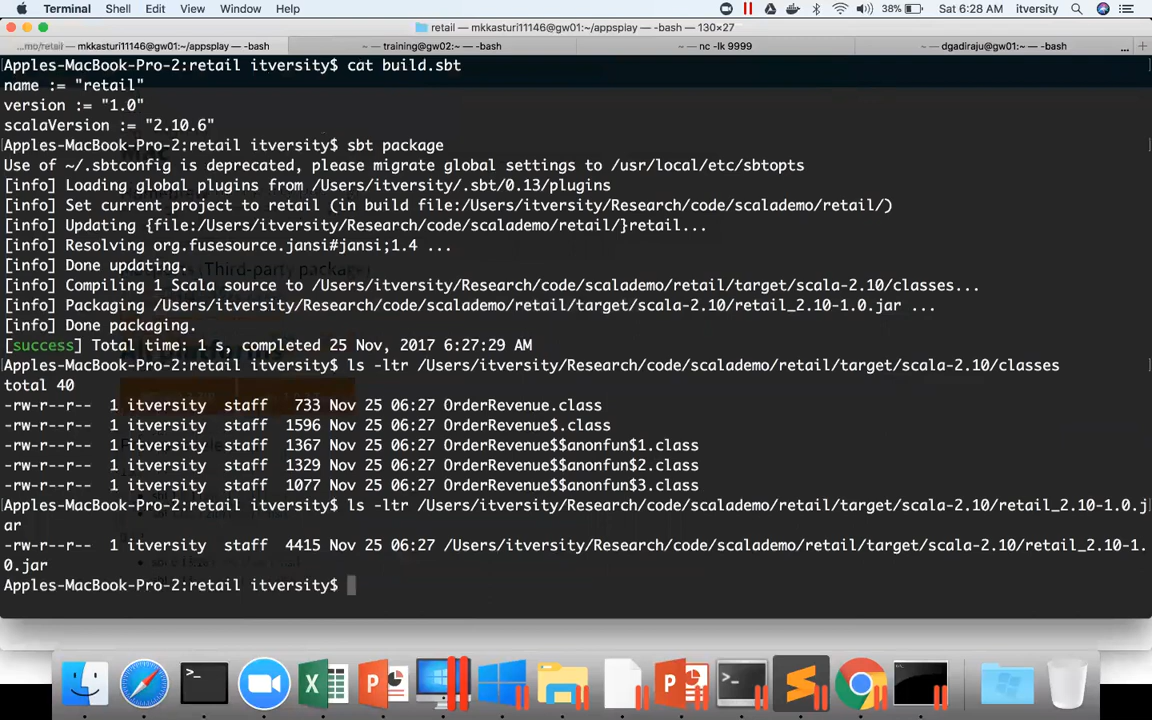 Terminal Shell Edit View Window Help 38% Sat 6:28 AM itversity
retail — mkkasturi11146@gw01:~/appsplay — -bash — 130×27
...mo/retail — mkkasturi11146@gw01:~/appsplay — -bash ~ — training@gw02:~ — -bash ~ — nc -lk 9999 ~ — dgadiraju@gw01:~ — -bash ...
Apples-MacBook-Pro-2:retail itversity$ cat build.sbt
name := "retail"
version := "1.0"
scalaVersion := "2.10.6"
Apples-MacBook-Pro-2:retail itversity$ sbt package
Use of ~/.sbtconfig is deprecated, please migrate global settings to /usr/local/etc/sbtopts
[info] Loading global plugins from /Users/itversity/.sbt/0.13/plugins
[info] Set current project to retail (in build file:/Users/itversity/Research/code/scalademo/retail/)
[info] Updating {file:/Users/itversity/Research/code/scalademo/retail/}retail...
[info] Resolving org.fusesource.jansi#jansi;1.4 ...
[info] Done updating.
(Third-party package)
[info] Compiling 1 Scala source to /Users/itversity/Research/code/scalademo/retail/target/scala-2.10/classes...
[info] Packaging /Users/itversity/Research/code/scalademo/retail/target/scala-2.10/retail_2.10-1.0.jar ...
[info] Done packaging.
[success] Total time: 1 s, completed 25 Nov, 2017 6:27:29 AM
Apples-MacBook-Pro-2:retail itversity$ ls -ltr /Users/itversity/Research/code/scalademo/retail/target/scala-2.10/classes
total 40
-rw-r--r-- 1 itversity staff 733 Nov 25 06:27 OrderRevenue.class
-rw-r--r-- 1 itversity staff 1596 Nov 25 06:27 OrderRevenue$.class
-rw-r--r-- 1 itversity staff 1367 Nov 25 06:27 OrderRevenue$$anonfun$1.class
-rw-r--r-- 1 itversity staff 1329 Nov 25 06:27 OrderRevenue$$anonfun$2.class
-rw-r--r-- 1 itversity staff 1077 Nov 25 06:27 OrderRevenue$$anonfun$3.class
Apples-MacBook-Pro-2:retail itversity$ ls -ltr /Users/itversity/Research/code/scalademo/retail/target/scala-2.10/retail_2.10-1.0.j
ar
-rw-r--r-- 1 itversity staff 4415 Nov 25 06:27 /Users/itversity/Research/code/scalademo/retail/target/scala-2.10/retail_2.10-1.
0.jar
Apples-MacBook-Pro-2:retail itversity$